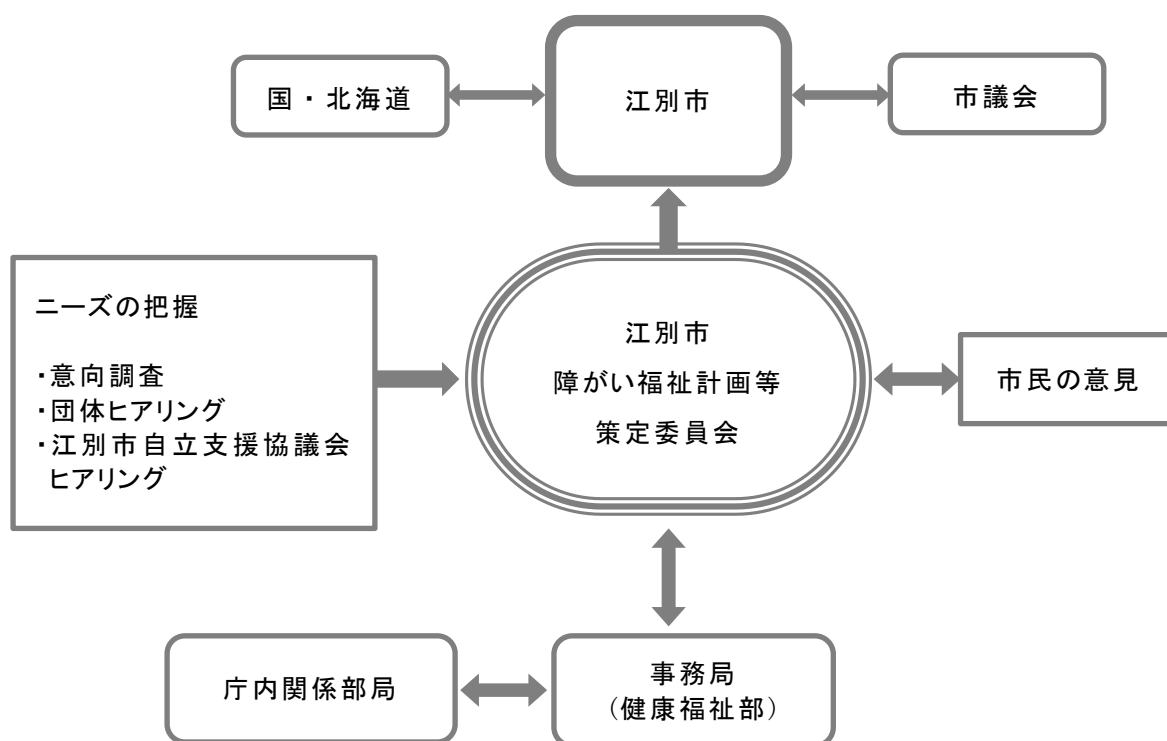 国・北海道
江別市
市議会
ニーズの把握
・意向調査
・団体ヒアリング
・江別市自立支援協議会
ヒアリング
江別市
障がい福祉計画等
策定委員会
市民の意見
庁内関係部局
事務局
（健康福祉部）